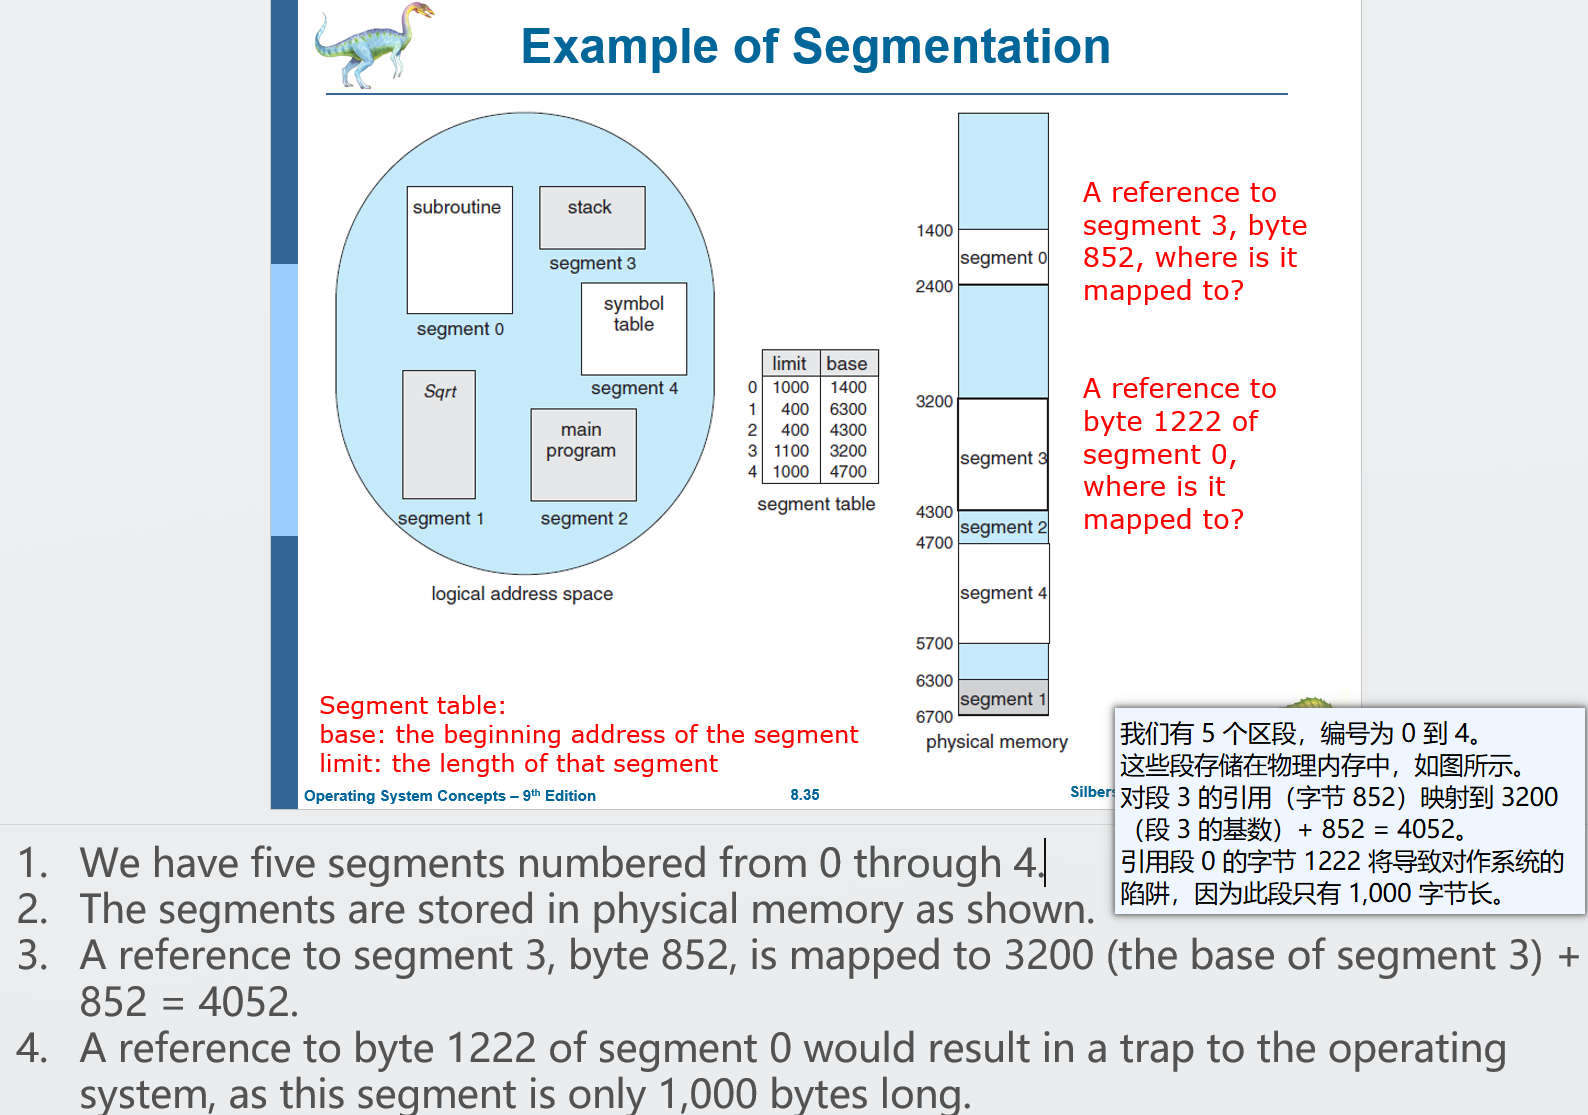 Example of Segmentation
subroutine
segment 0
stack
segment 3
symbol
table
segment 4
Sqrt
segment 1
main
program
segment 2
logical address space
limit base
0 1000 1400
1 400 6300
2 400 4300
3 1100 3200
4 1000 4700
segment table
1400
segment 0
2400
3200
segment 3
4300
segment 2
4700
segment 4
5700
6300
segment 1
6700
physical memory
A reference to
segment 3, byte
852, where is it
mapped to?
A reference to
byte 1222 of
segment 0,
where is it
mapped to?
Segment table:
base: the beginning address of the segment
limit: the length of that segment
Operating System Concepts – 9th Edition
8.35
Silbers
我们有 5 个区段，编号为 0 到 4。
这些段存储在物理内存中，如图所示。
对段 3 的引用（字节 852）映射到 3200
（段 3 的基数）+ 852 = 4052。
引用段 0 的字节 1222 将导致对作系统的
陷阱，因为此段只有 1,000 字节长。
1. We have five segments numbered from 0 through 4.
2. The segments are stored in physical memory as shown.
3. A reference to segment 3, byte 852, is mapped to 3200 (the base of segment 3) +
852 = 4052.
4. A reference to byte 1222 of segment 0 would result in a trap to the operating
system, as this segment is only 1,000 bytes long.